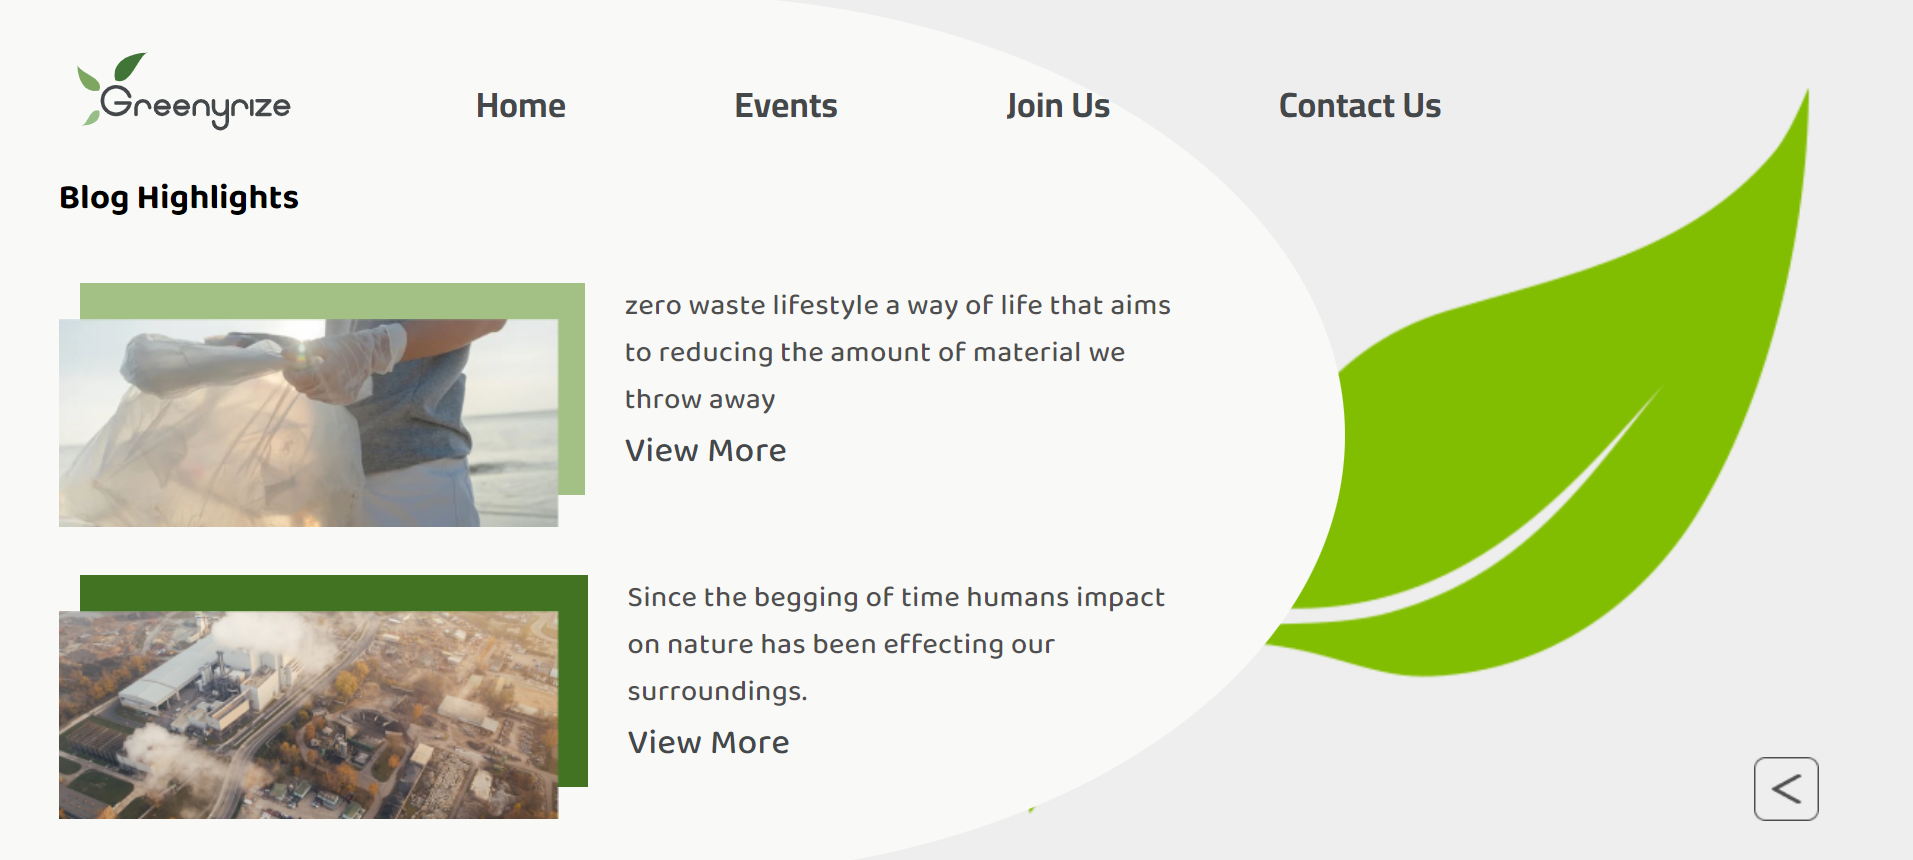 Greenyrize
Home Events Join Us Contact Us
Blog Highlights
zero waste lifestyle a way of life that aims
to reducing the amount of material we
throw away
View More
Since the begging of time humans impact
on nature has been effecting our
surroundings.
View More
<